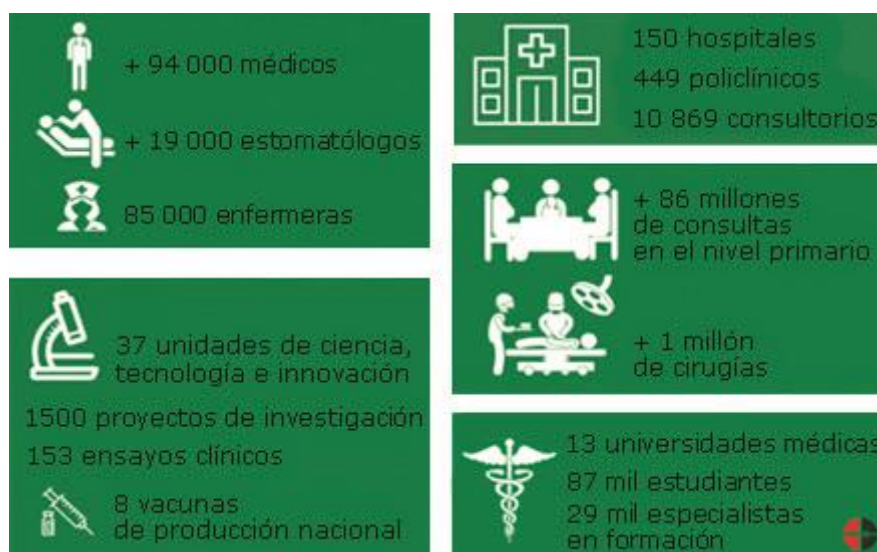 + 94 000 médicos
+ 19 000 estomatólogos
85 000 enfermeras
150 hospitales
449 policlínicos
10 869 consultorios
+ 86 millones
de consultas
en el nivel primario
+ 1 millón
de cirugías
37 unidades de ciencia,
tecnología e innovación
1500 proyectos de investigación
153 ensayos clínicos
8 vacunas
de producción nacional
13 universidades médicas
87 mil estudiantes
29 mil especialistas
en formación